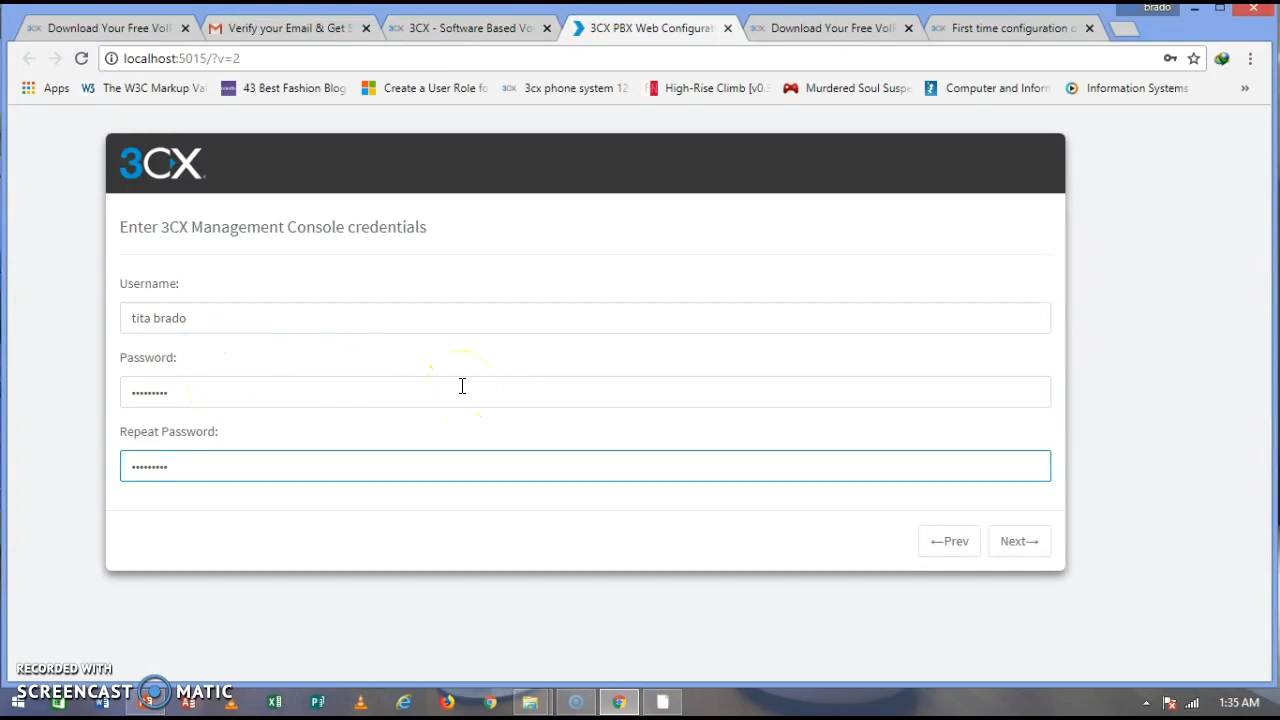 brado
Download Your Free VoIP
Verify your Email & Get S
3CX - Software Based Vo
3CX PBX Web Configurat
Download Your Free VoIP
First time configuration o
localhost:5015/?v=2
Apps
The W3C Markup Va
43 Best Fashion Blog
Create a User Role fo
3cx phone system 12
High-Rise Climb [v0.
Murdered Soul Suspe
Computer and Inform
Information Systems
»
3CX
Enter 3CX Management Console credentials
Username:
tita brado
Password:
•••••••••
Repeat Password:
•••••••••
←Prev
Next→
RECORDED WITH
SCREENCAST MATIC
1:35 AM